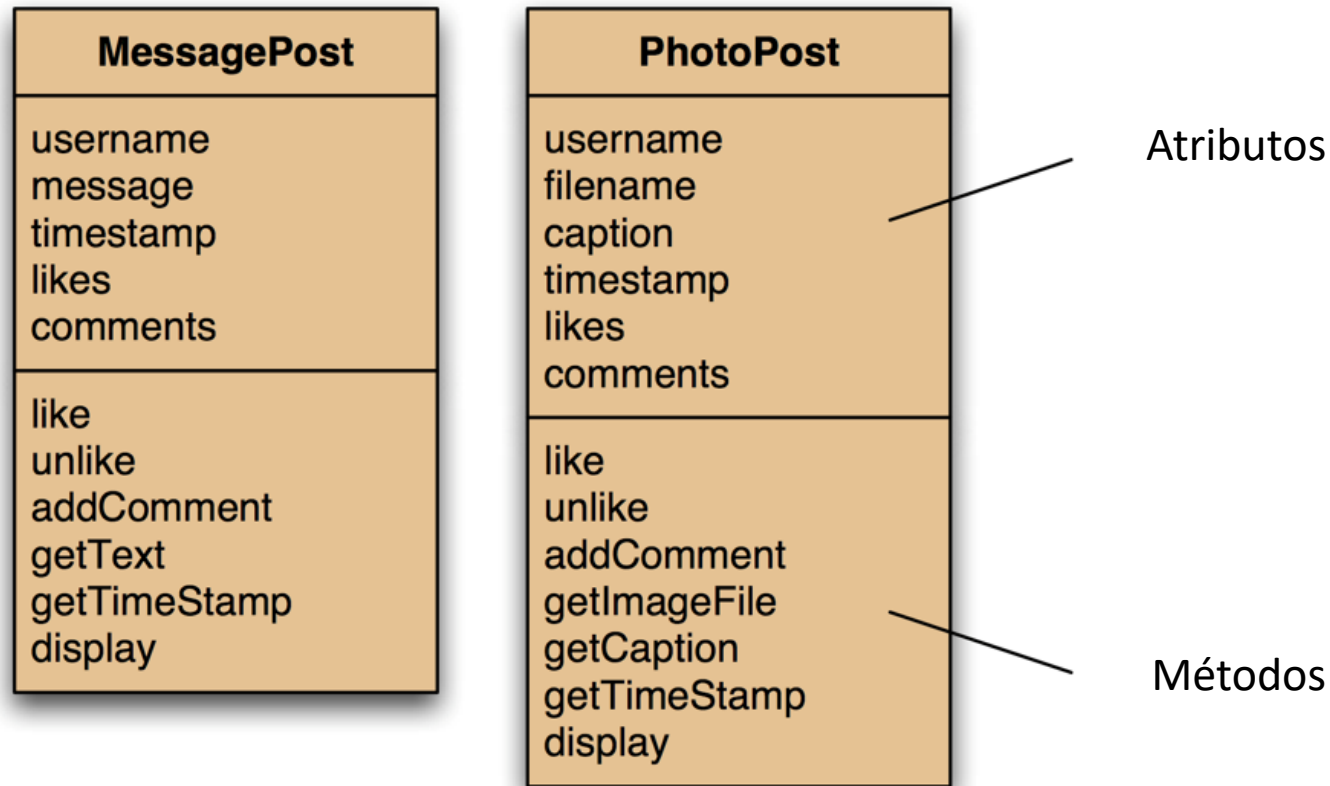 MessagePost
username
message
timestamp
likes
comments
like
unlike
addComment
getText
getTimeStamp
display
PhotoPost
username
filename
caption
timestamp
likes
comments
like
unlike
addComment
getImageFile
getCaption
getTimeStamp
display
Atributos
Métodos